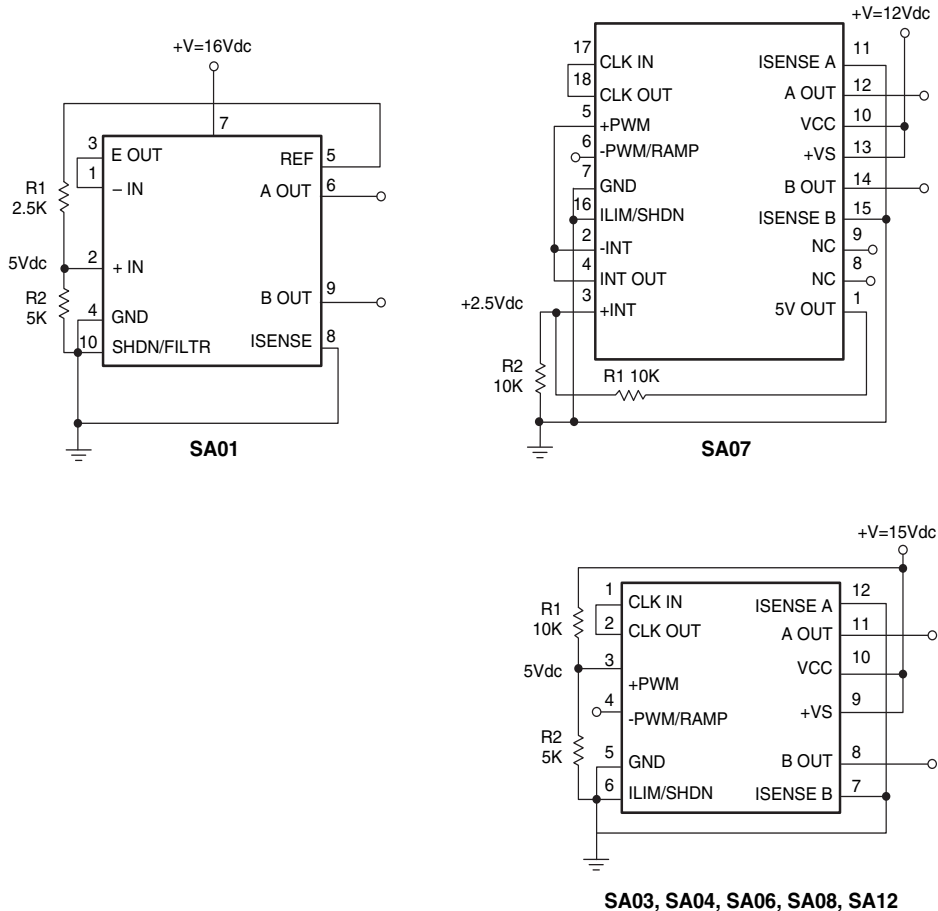 +V=16Vdc
7
3
E OUT
1
– IN
REF
5
A OUT
6
R1
2.5K
5Vdc
2
+ IN
R2
5K
B OUT
9
4
GND
10
SHDN/FILTR
ISENSE
8
SA01
+V=12Vdc
17
CLK IN
ISENSE A
11
18
CLK OUT
A OUT
12
5
+PWM
VCC
10
6
-PWM/RAMP
+VS
13
7
GND
B OUT
14
16
ILIM/SHDN
ISENSE B
15
2
-INT
NC
9
4
INT OUT
NC
8
3
+INT
5V OUT
1
+2.5Vdc
R2
10K
R1 10K
SA07
+V=15Vdc
1
CLK IN
ISENSE A
12
R1
10K
2
CLK OUT
A OUT
11
5Vdc
3
+PWM
VCC
10
4
-PWM/RAMP
+VS
9
R2
5K
5
GND
B OUT
8
6
ILIM/SHDN
ISENSE B
7
SA03, SA04, SA06, SA08, SA12